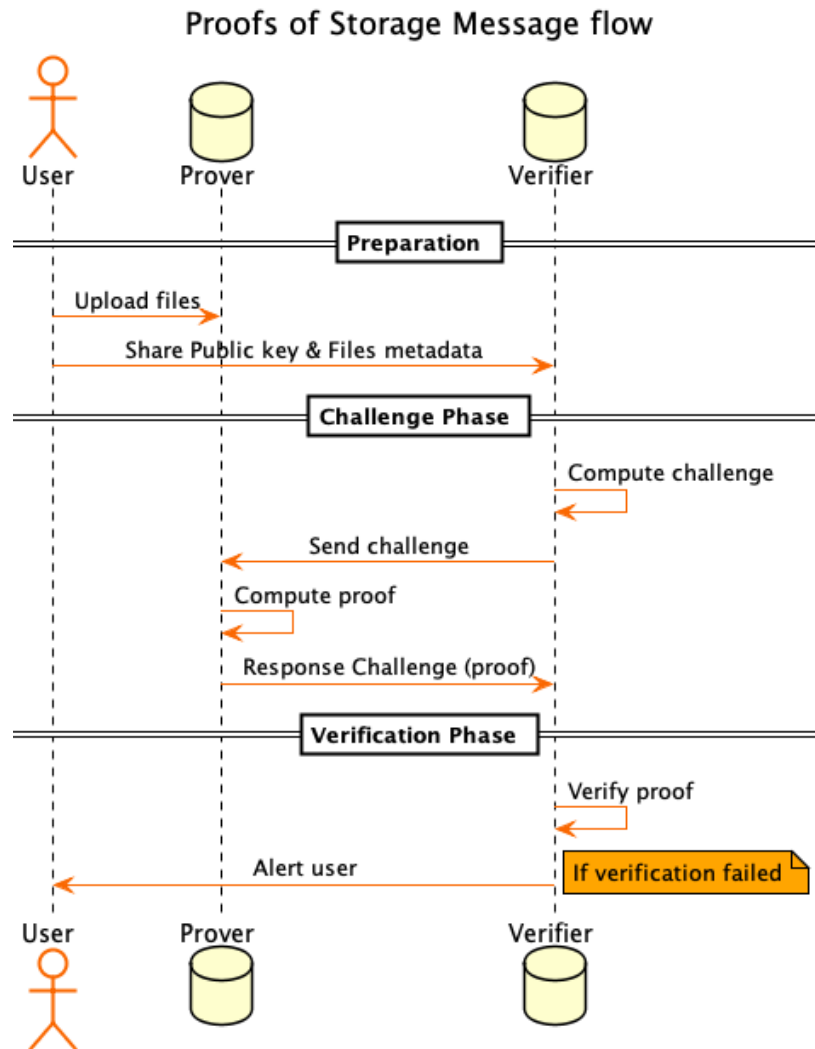 Proofs of Storage Message flow
User Prover Verifier
Preparation
Upload files
Share Public key & Files metadata
Challenge Phase
Compute challenge
Send challenge
Compute proof
Response Challenge (proof)
Verification Phase
Verify proof
Alert user If verification failed
User Prover Verifier